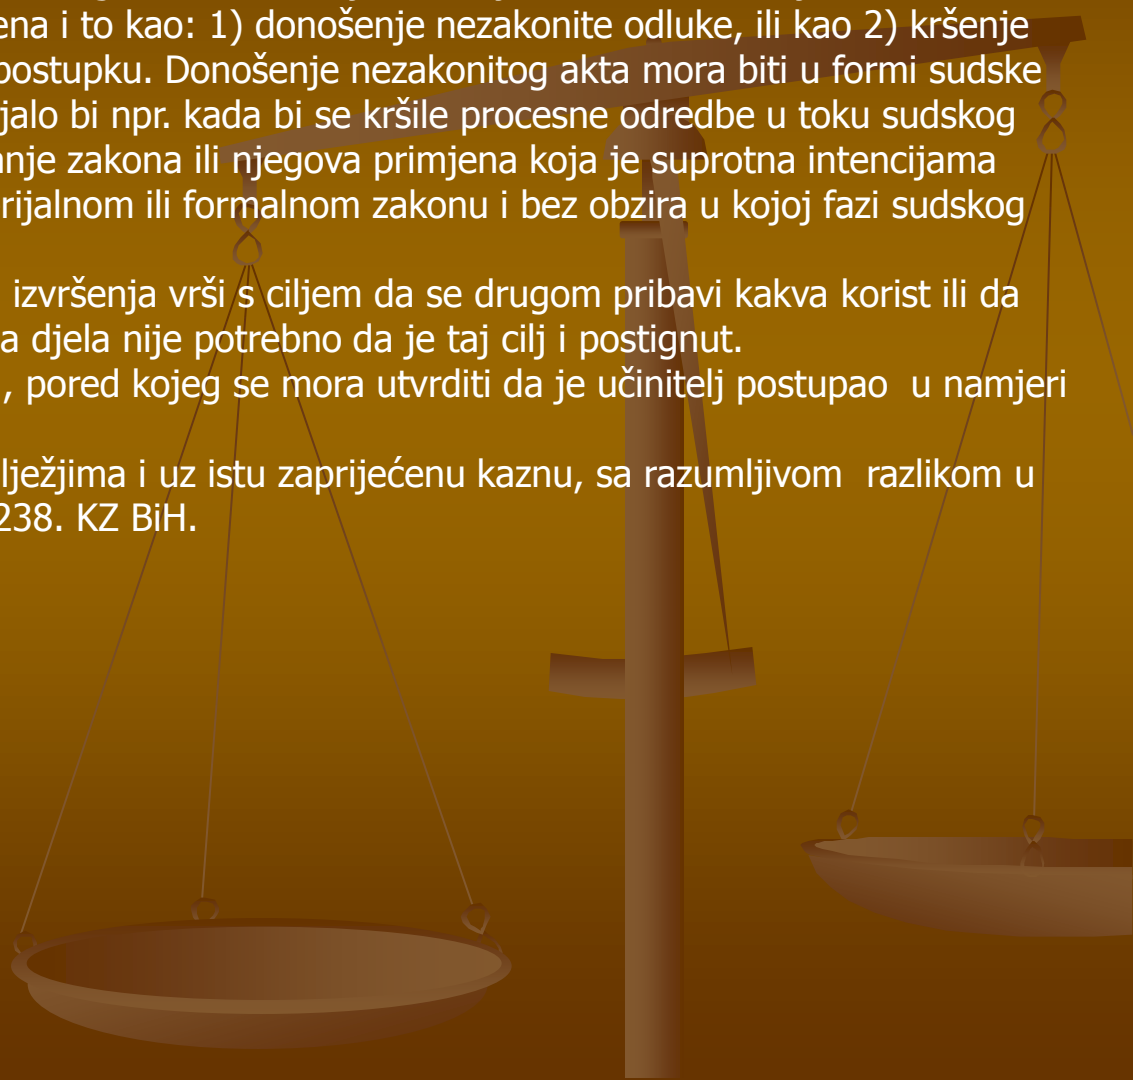 ena i to kao: 1) donošenje nezakonite odluke, ili kao 2) kršenje
postupku. Donošenje nezakonitog akta mora biti u formi sudske
jalo bi npr. kada bi se kršile procesne odredbe u toku sudskog
anje zakona ili njegova primjena koja je suprotna intencijama
rijalnom ili formalnom zakonu i bez obzira u kojoj fazi sudskog
izvršenja vrši s ciljem da se drugom pribavi kakva korist ili da
a djela nije potrebno da je taj cilj i postignut.
, pored kojeg se mora utvrditi da je učinitelj postupao u namjeri
lježjima i uz istu zaprijećenu kaznu, sa razumljivom razlikom u
238. KZ BiH.